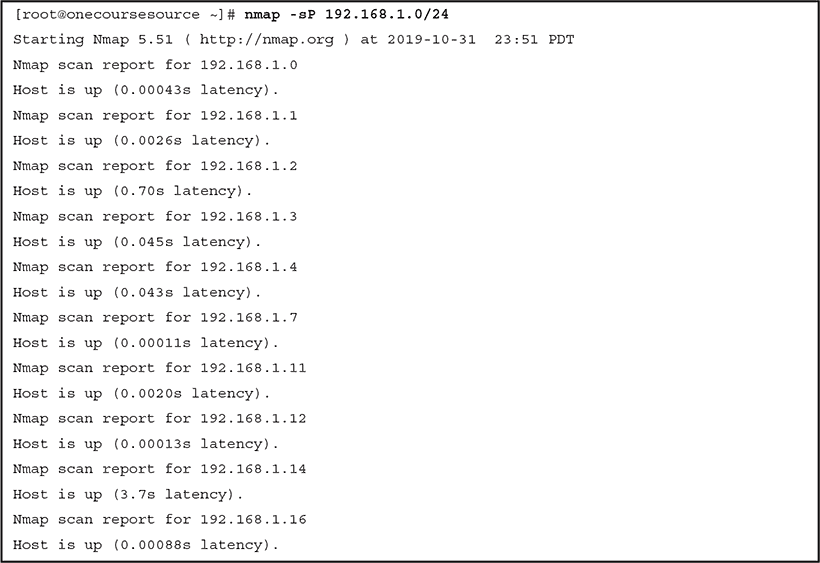 [root@onecoursesource ~]# nmap -sP 192.168.1.0/24
Starting Nmap 5.51 ( http://nmap.org ) at 2019-10-31  23:51 PDT
Nmap scan report for 192.168.1.0
Host is up (0.00043s latency).
Nmap scan report for 192.168.1.1
Host is up (0.0026s latency).
Nmap scan report for 192.168.1.2
Host is up (0.70s latency).
Nmap scan report for 192.168.1.3
Host is up (0.045s latency).
Nmap scan report for 192.168.1.4
Host is up (0.043s latency).
Nmap scan report for 192.168.1.7
Host is up (0.00011s latency).
Nmap scan report for 192.168.1.11
Host is up (0.0020s latency).
Nmap scan report for 192.168.1.12
Host is up (0.00013s latency).
Nmap scan report for 192.168.1.14
Host is up (3.7s latency).
Nmap scan report for 192.168.1.16
Host is up (0.00088s latency).